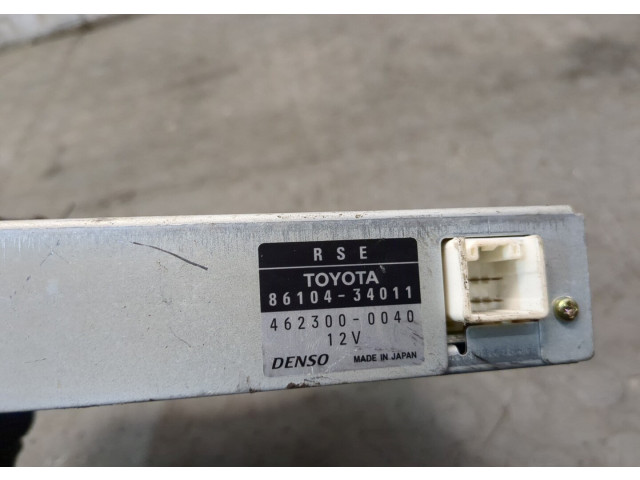 RSE
TOYOTA
86104-34011
462300-0040
12V
DENSO MADE IN JAPAN